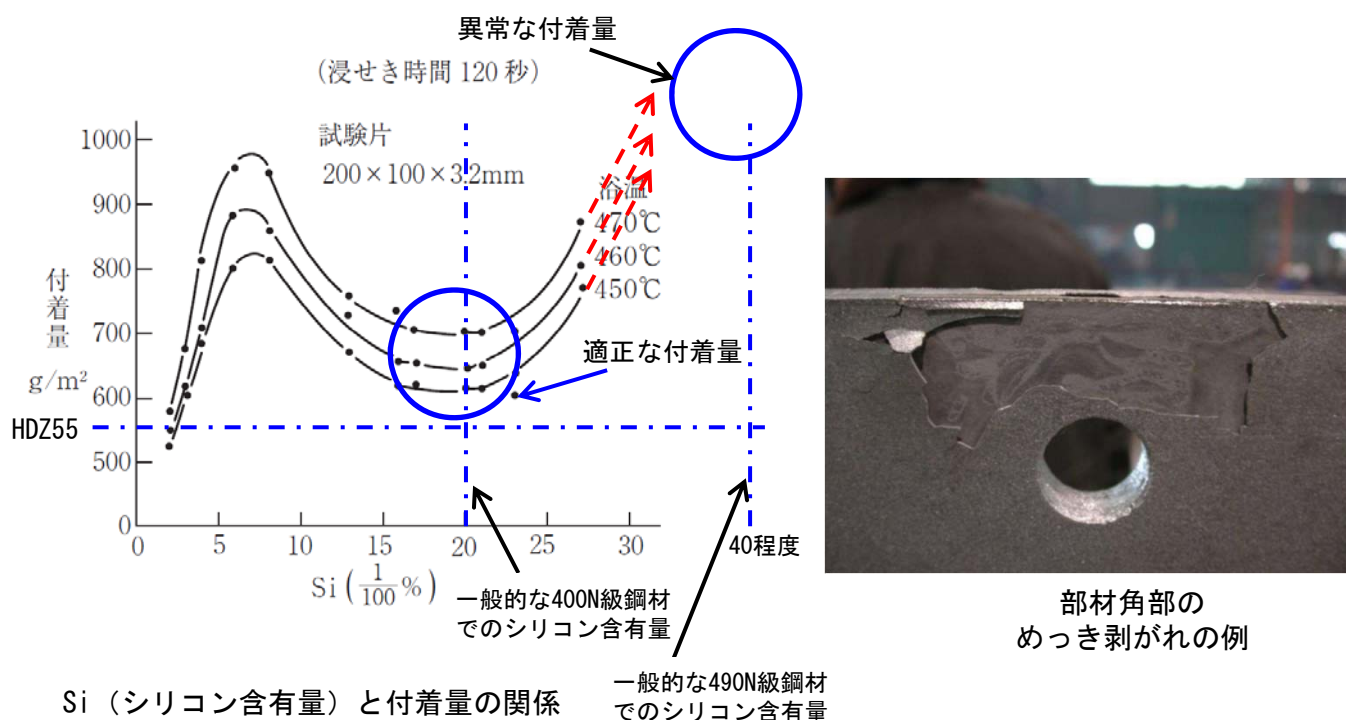 異常な付着量
(浸せき時間 120 秒)
試験片
200×100×3.2mm
1000
900
800
700
600
500
0
付着量
g/m²
HDZ55
浴温
470℃
460℃
450℃
適正な付着量
0
5
10
15
20
25
30
40程度
Si(1/100%)
一般的な400N級鋼材
でのシリコン含有量
一般的な490N級鋼材
でのシリコン含有量
Si（シリコン含有量）と付着量の関係
部材角部の
めっき剥がれの例